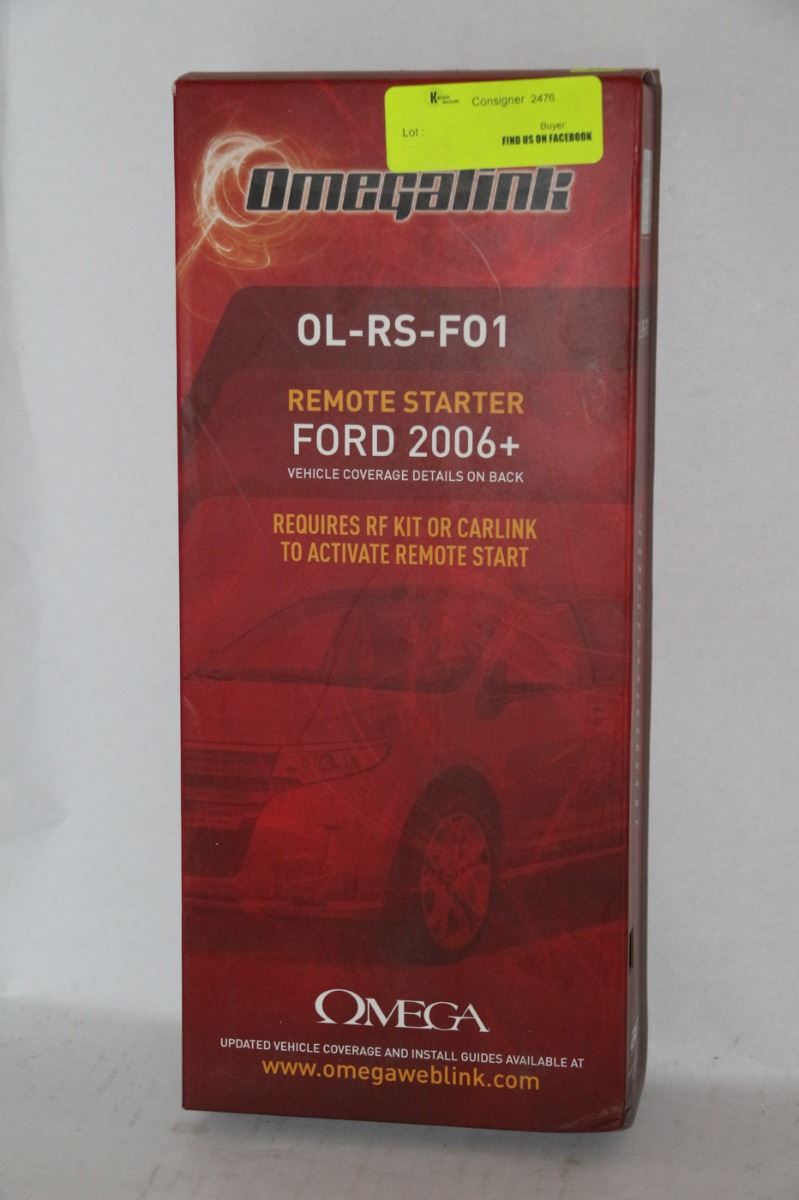 Consigner 2476
Lot :
Buyer:
FIND US ON FACEBOOK
Omegalink
OL-RS-FO1
REMOTE STARTER
FORD 2006+
VEHICLE COVERAGE DETAILS ON BACK
REQUIRES RF KIT OR CARLINK
TO ACTIVATE REMOTE START
OMEGA
UPDATED VEHICLE COVERAGE AND INSTALL GUIDES AVAILABLE AT
www.omegaweblink.com